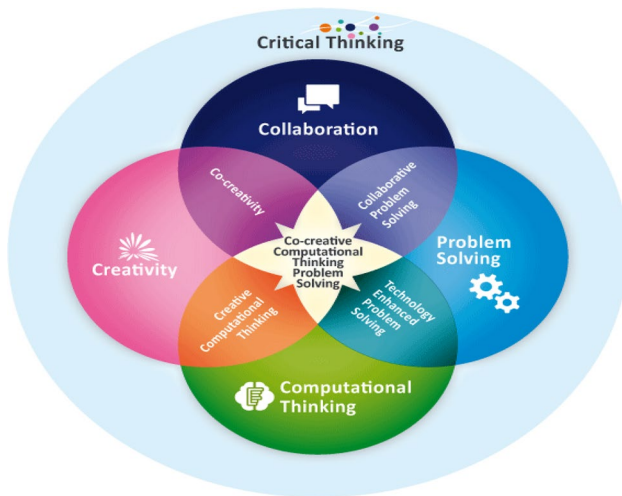 Critical Thinking
Collaboration
Co-creativity
Collaborative
Problem
Solving
Creativity
Co-creative
Computational
Thinking
Problem
Solving
Problem
Solving
Creative
Computational
Thinking
Technology
Enhanced
Problem
Solving
Computational
Thinking